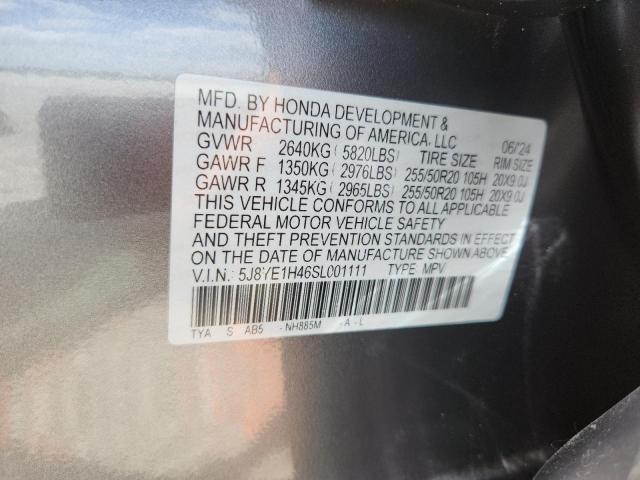 MFD. BY HONDA DEVELOPMENT &
MANUFACTURING OF AMERICA, LLC 06/24
GVWR 2640KG (5820LBS) TIRE SIZE RIM SIZE
GAWR F 1350KG (2976LBS) 255/50R20 105H 20X9.0J
GAWR R 1345KG (2965LBS) 255/50R20 105H 20X9.0J
THIS VEHICLE CONFORMS TO ALL APPLICABLE
FEDERAL MOTOR VEHICLE SAFETY
AND THEFT PREVENTION STANDARDS IN EFFECT
ON THE DATE OF MANUFACTURE SHOWN ABOVE.
V.I.N.: 5J8YE1H46SL001111 TYPE MPV
TYA S AB5 -NH885M -A-L